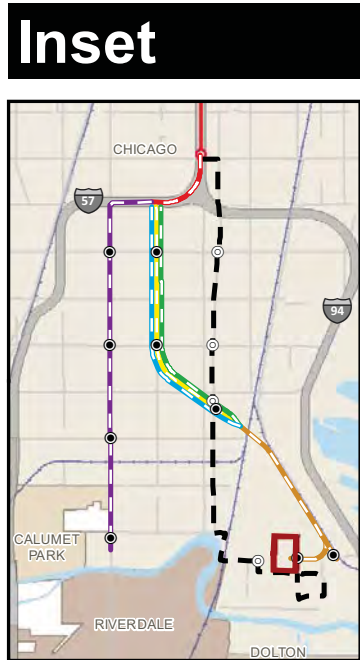 Inset
CHICAGO
57
94
CALUMET
PARK
RIVERDALE
DOLTON